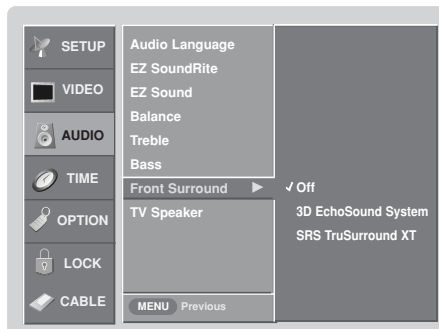 SETUP
VIDEO
AUDIO
TIME
OPTION
LOCK
CABLE
Audio Language
EZ SoundRite
EZ Sound
Balance
Treble
Bass
Front Surround ►
TV Speaker
MENU Previous
✓ Off
3D EchoSound System
SRS TruSurround XT